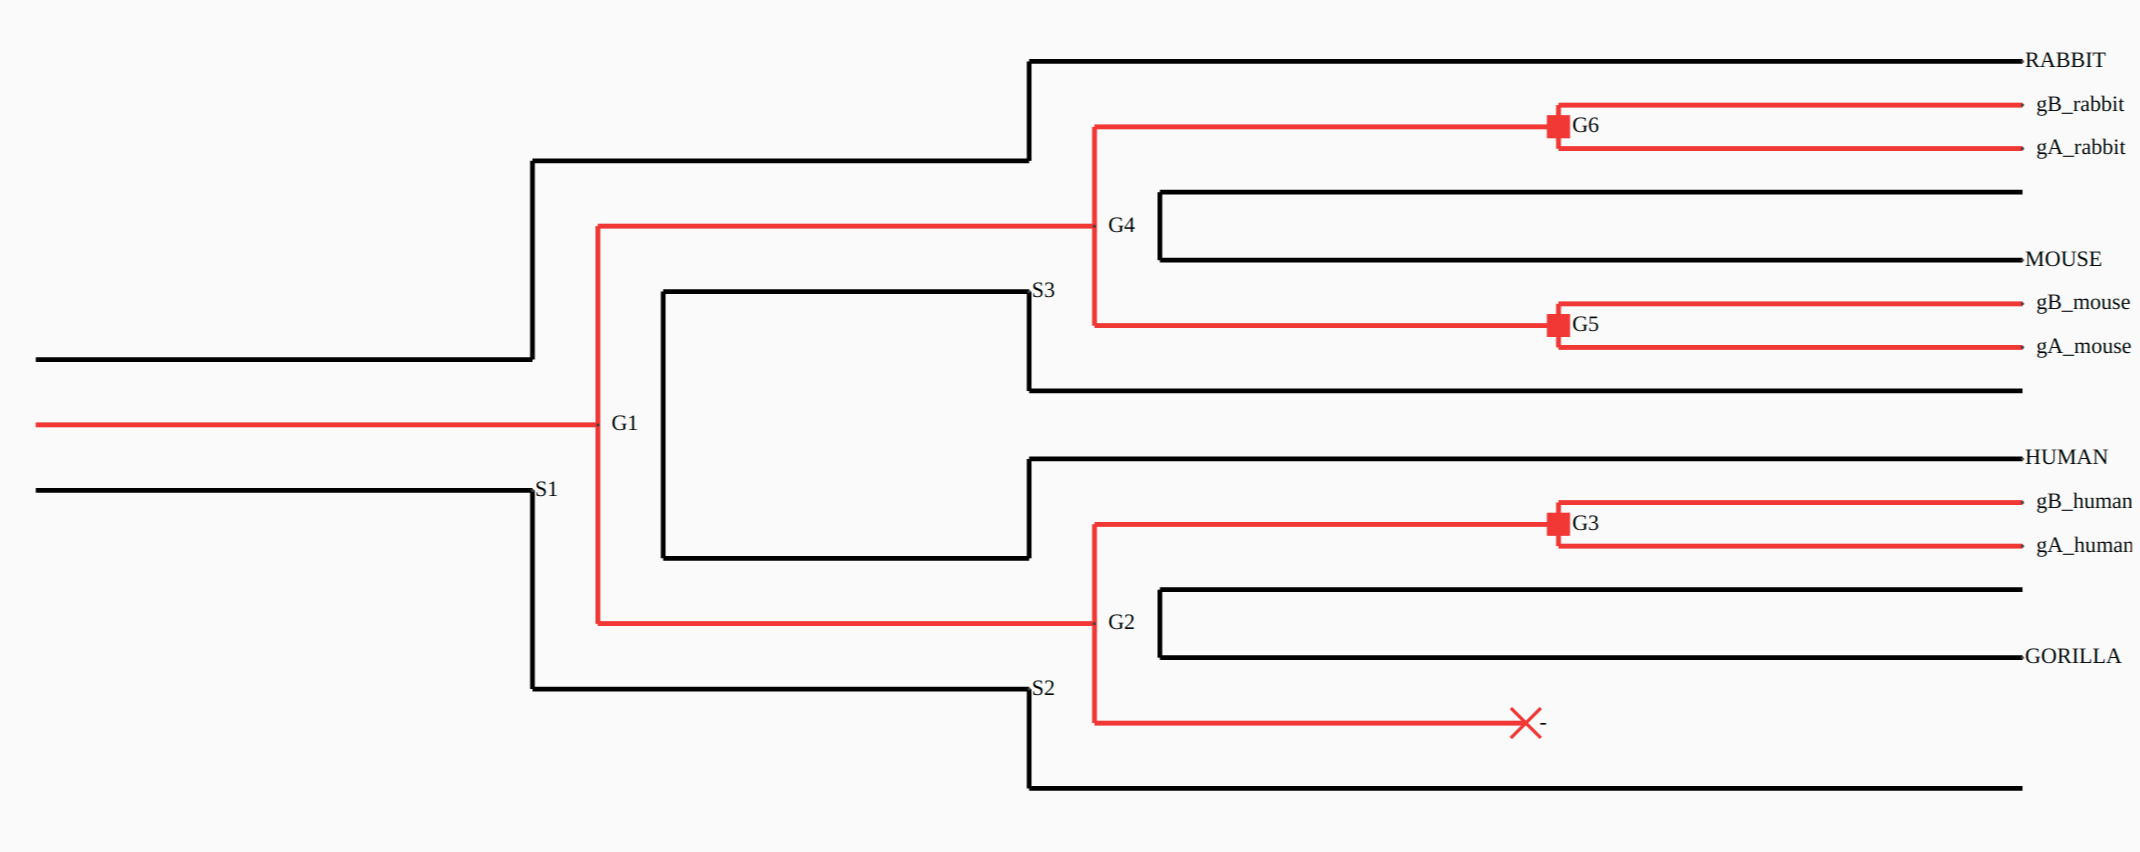 RABBIT
gB_rabbit
G6
gA_rabbit
G4
MOUSE
S3
gB_mouse
G5
gA_mouse
G1
HUMAN
S1
gB_human
G3
gA_human
G2
GORILLA
S2
-